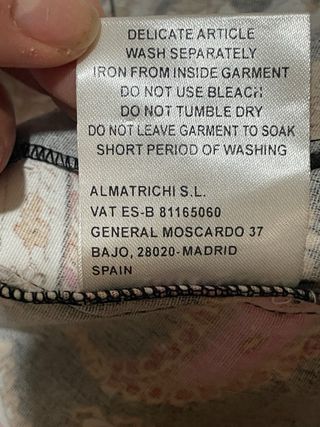 DELICATE ARTICLE
WASH SEPARATELY
IRON FROM INSIDE GARMENT
DO NOT USE BLEACH
DO NOT TUMBLE DRY
DO NOT LEAVE GARMENT TO SOAK
SHORT PERIOD OF WASHING
ALMATRICHI S.L.
VAT ES-B 81165060
GENERAL MOSCARDO 37
BAJO, 28020-MADRID
SPAIN